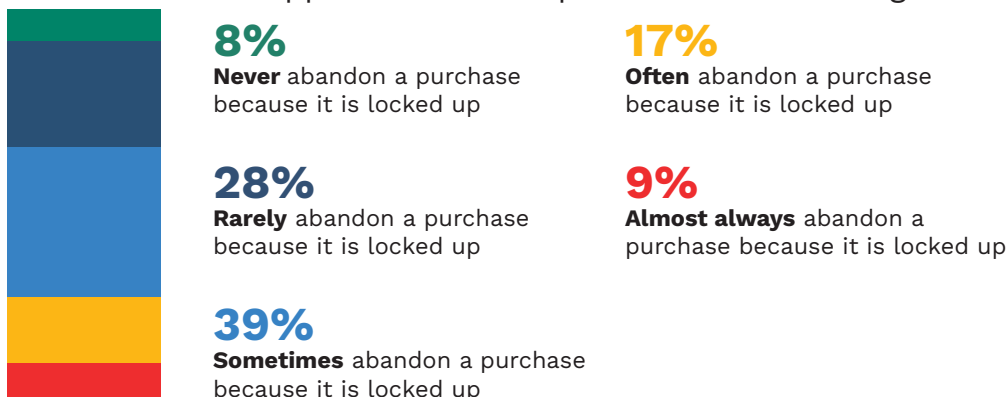 8%
Never abandon a purchase
because it is locked up
28%
Rarely abandon a purchase
because it is locked up
39%
Sometimes abandon a purchase
because it is locked up
17%
Often abandon a purchase
because it is locked up
9%
Almost always abandon a
purchase because it is locked up